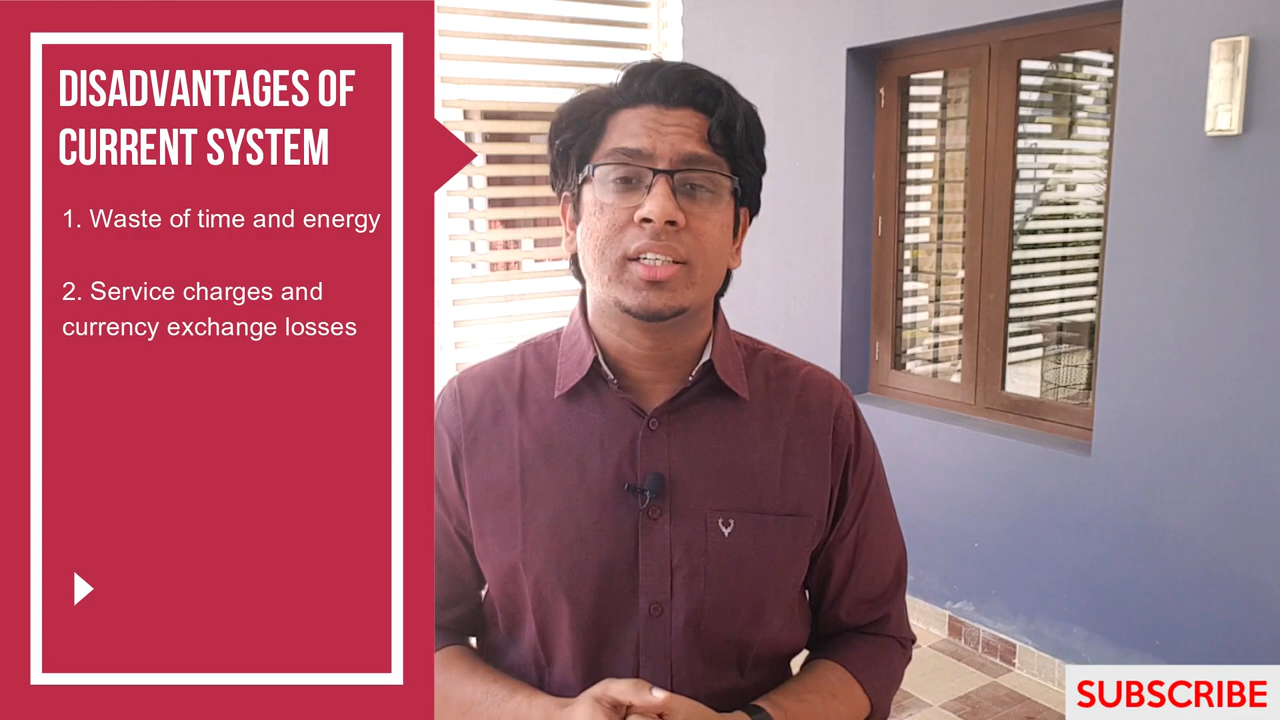 DISADVANTAGES OF
CURRENT SYSTEM
1. Waste of time and energy
2. Service charges and
currency exchange losses
SUBSCRIBE